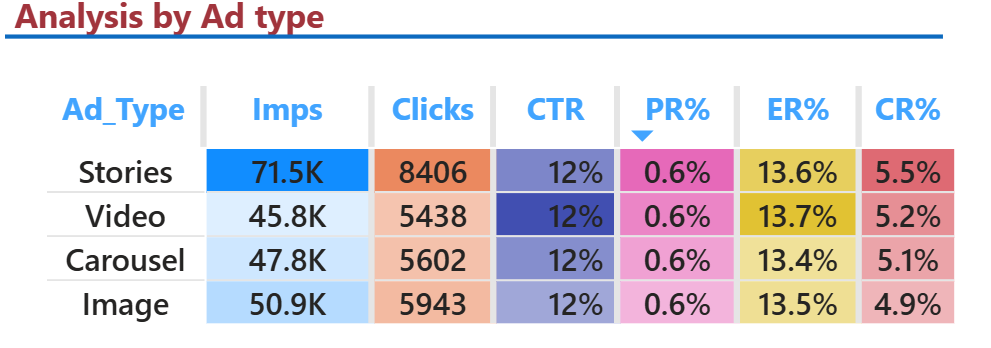 Analysis by Ad type
Ad_Type Imps Clicks CTR PR% ER% CR%
Stories 71.5K 8406 12% 0.6% 13.6% 5.5%
Video 45.8K 5438 12% 0.6% 13.7% 5.2%
Carousel 47.8K 5602 12% 0.6% 13.4% 5.1%
Image 50.9K 5943 12% 0.6% 13.5% 4.9%